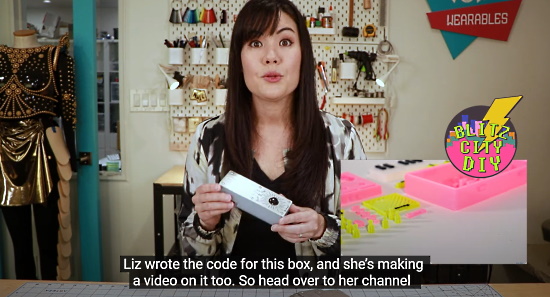 WEARABLES
BLITZ
CITY
DIY
Liz wrote the code for this box, and she's making
a video on it too. So head over to her channel